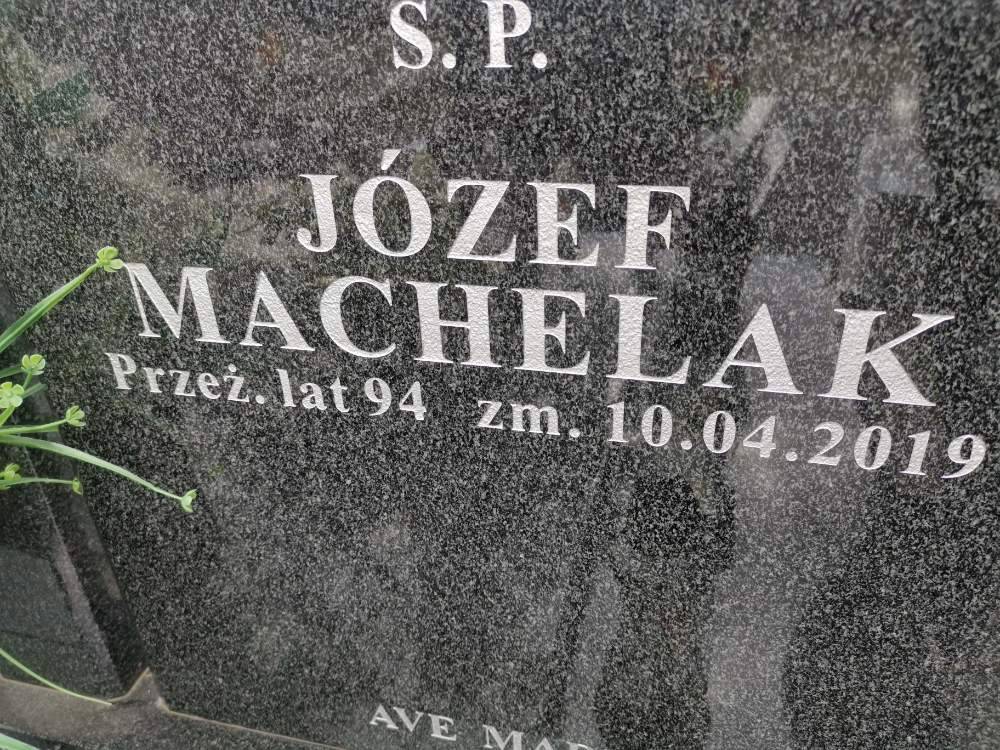 S. P.
JÓZEF
MACHELAK
Przeż. lat 94 zm. 10.04.2019
AVE